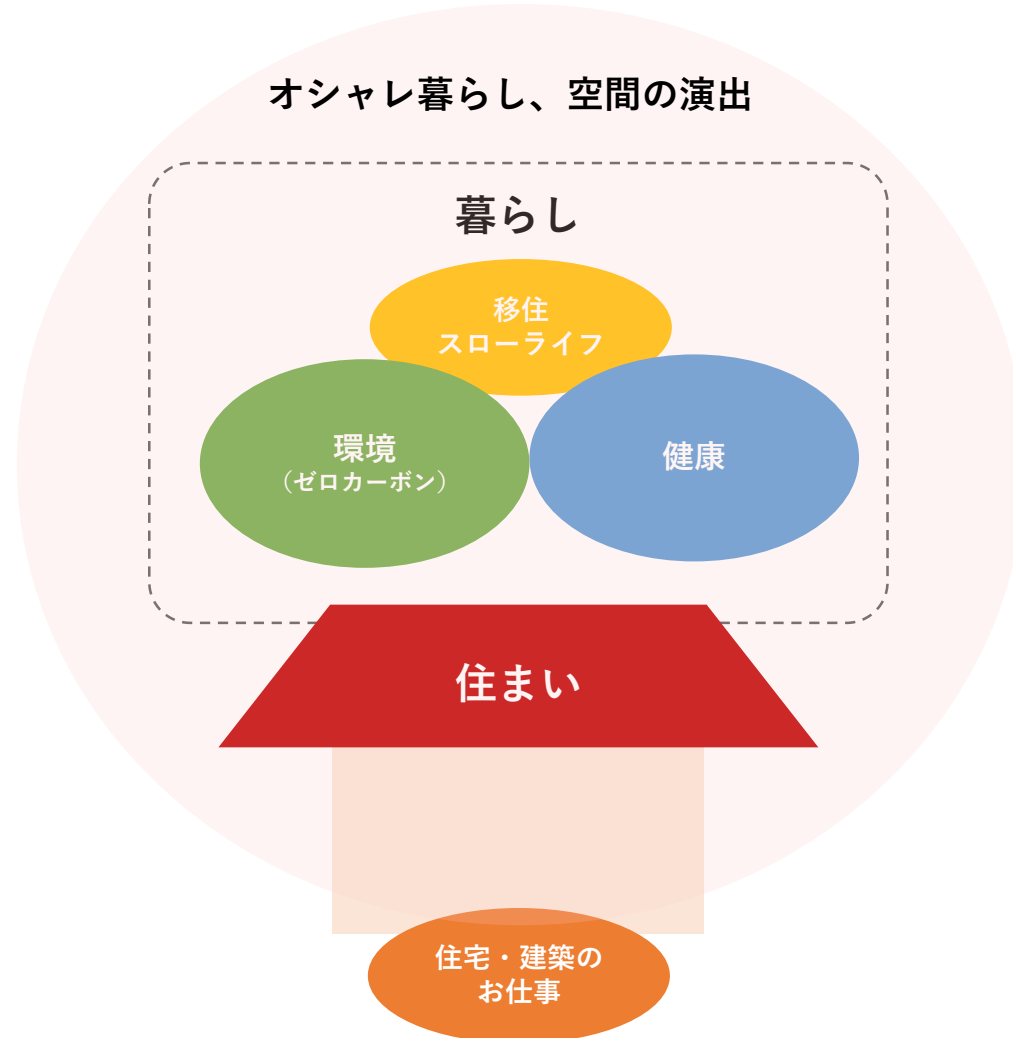 オシャレ暮らし、空間の演出
暮らし
移住
スローライフ
環境
（ゼロカーボン）
健康
住まい
住宅・建築の
お仕事